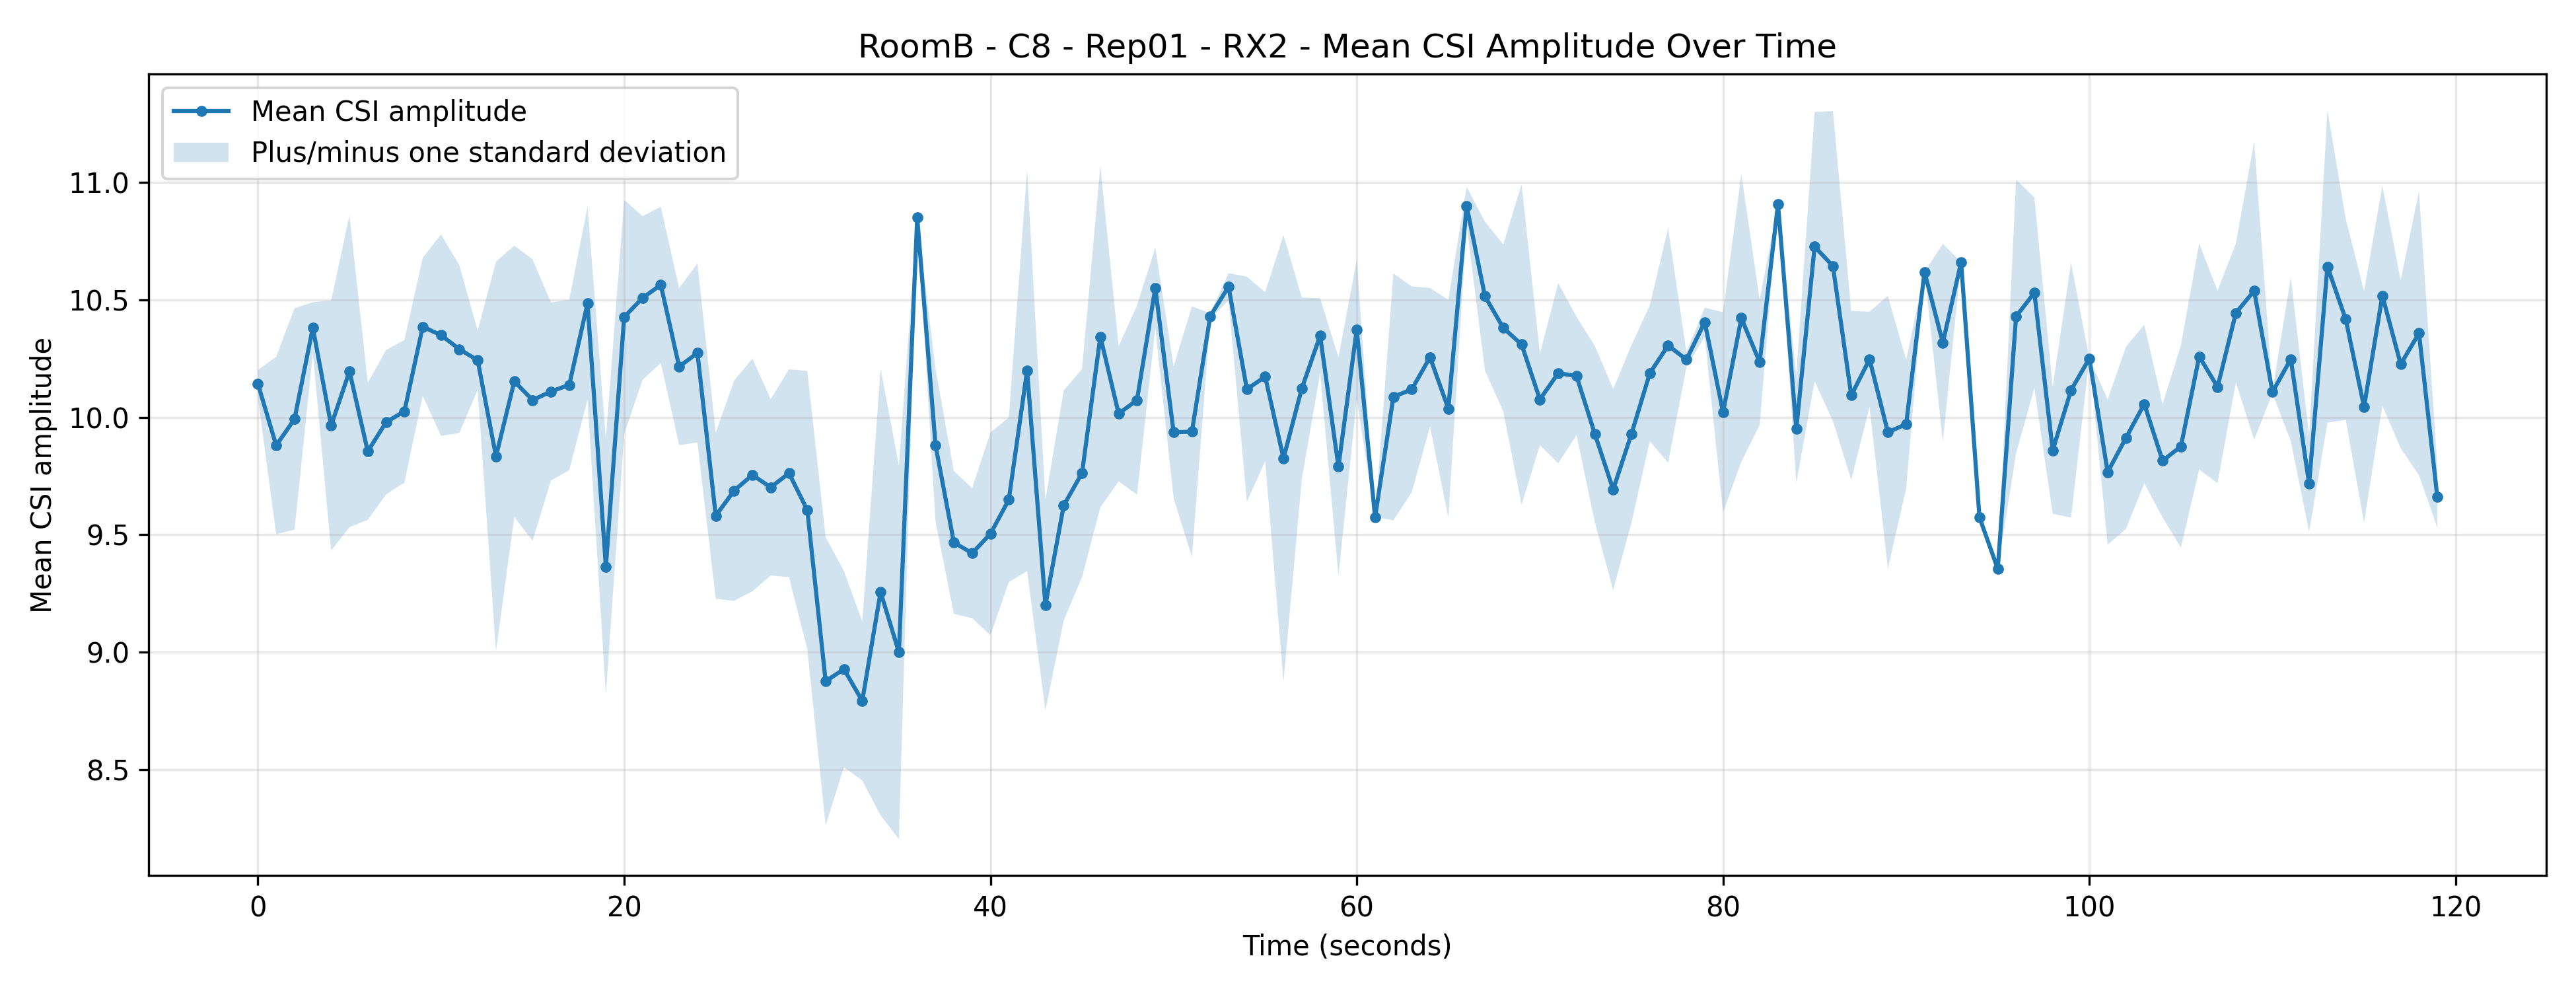 RoomB - C8 - Rep01 - RX2 - Mean CSI Amplitude Over Time
Mean CSI amplitude
Plus/minus one standard deviation
11.0
10.5
10.0
9.5
9.0
8.5
Mean CSI amplitude
0
20
40
60
80
100
120
Time (seconds)